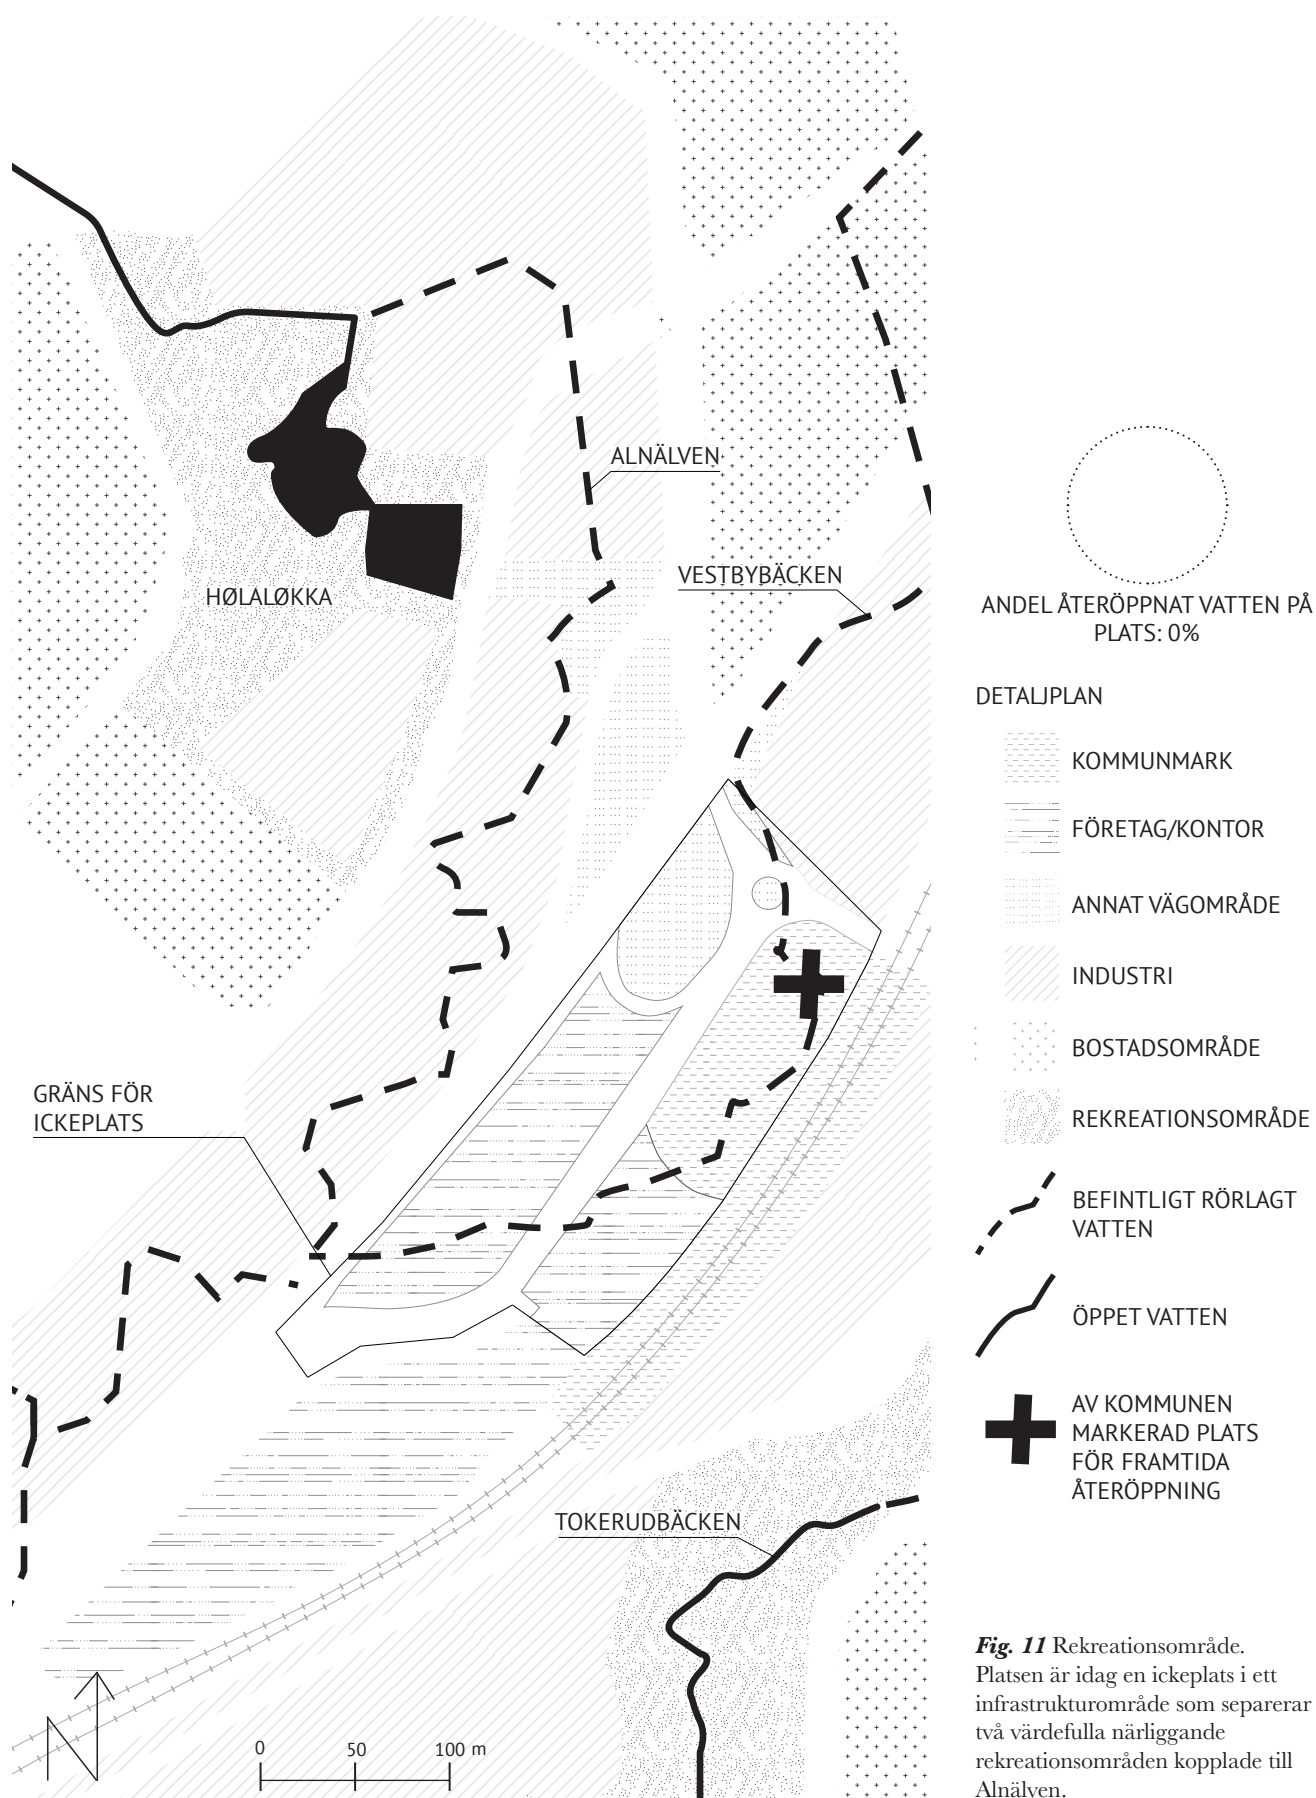 ALNÄLVEN
VESTBYBÄCKEN
HØLALØKKA
GRÄNS FÖR
ICKEPLATS
TOKERUDBÄCKEN
0 50 100 m
N
ANDEL ÅTERÖPPNAT VATTEN PÅ
PLATS: 0%
DETALJPLAN
KOMMUNMARK
FÖRETAG/KONTOR
ANNAT VÄGOMRÅDE
INDUSTRI
BOSTADSOMRÅDE
REKREATIONSOMRÅDE
BEFINTLIGT RÖRLAGT
VATTEN
ÖPPET VATTEN
AV KOMMUNEN
MARKERAD PLATS
FÖR FRAMTIDA
ÅTERÖPPNING
Fig. 11 Rekreationsområde.
Platsen är idag en ickeplats i ett
infrastrukturområde som separerar
två värdefulla närliggande
rekreationsområden kopplade till
Alnälven.